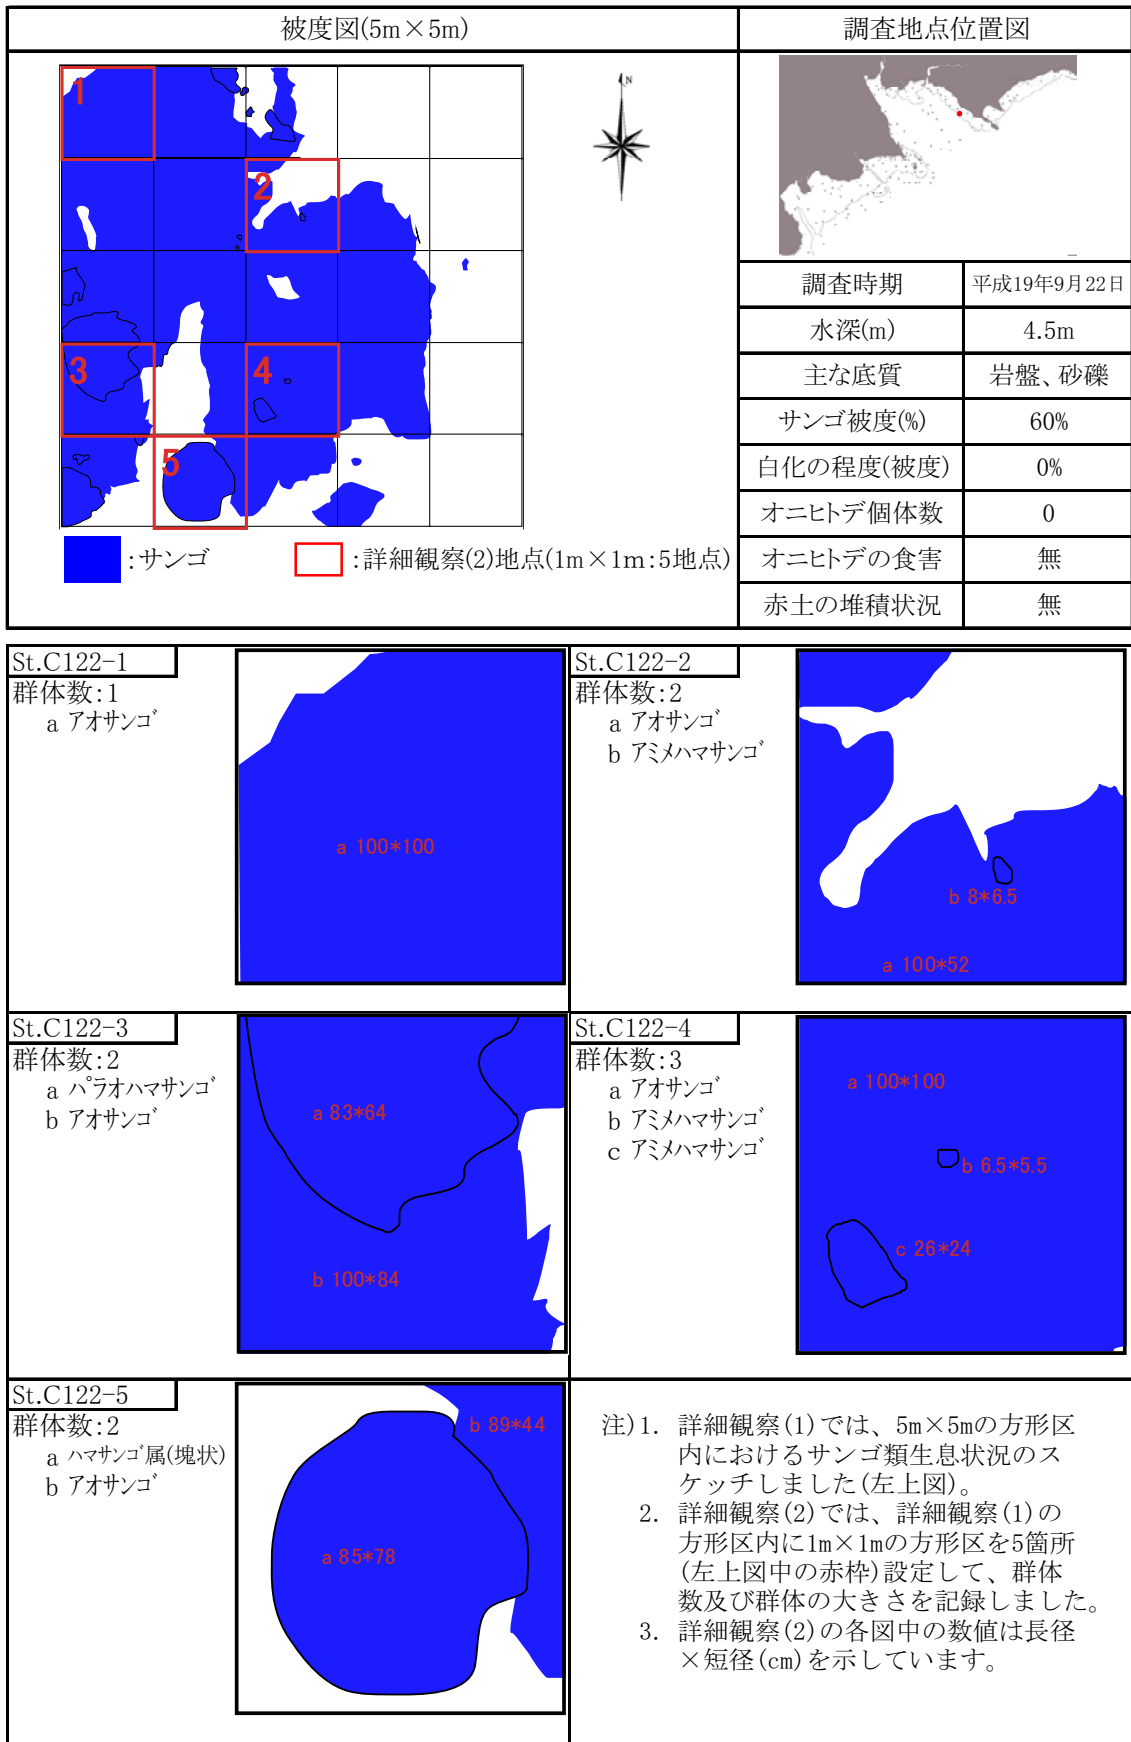 被度図(5m×5m)
調査地点位置図
1
2
3
4
5
N
:サンゴ
:詳細観察(2)地点(1m×1m:5地点)
調査時期 平成19年9月22日
水深(m) 4.5m
主な底質 岩盤、砂礫
サンゴ被度(%) 60%
白化の程度(被度) 0%
オニヒトデ個体数 0
オニヒトデの食害 無
赤土の堆積状況 無
St.C122-1
群体数:1
a アオサンゴ
a 100*100
St.C122-2
群体数:2
a アオサンゴ
b アミメハマサンゴ
b 8*6.5
a 100*52
St.C122-3
群体数:2
a パラオハマサンゴ
b アオサンゴ
a 83*64
b 100*84
St.C122-4
群体数:3
a アオサンゴ
b アミメハマサンゴ
c アミメハマサンゴ
a 100*100
b 6.5*5.5
c 26*24
St.C122-5
群体数:2
a ハマサンゴ属(塊状)
b アオサンゴ
b 89*44
a 85*78
注)1. 詳細観察(1)では、5m×5mの方形区
内におけるサンゴ類生息状況のス
ケッチしました(左上図)。
2. 詳細観察(2)では、詳細観察(1)の
方形区内に1m×1mの方形区を5箇所
(左上図中の赤枠)設定して、群体
数及び群体の大きさを記録しました。
3. 詳細観察(2)の各図中の数値は長径
×短径(cm)を示しています。